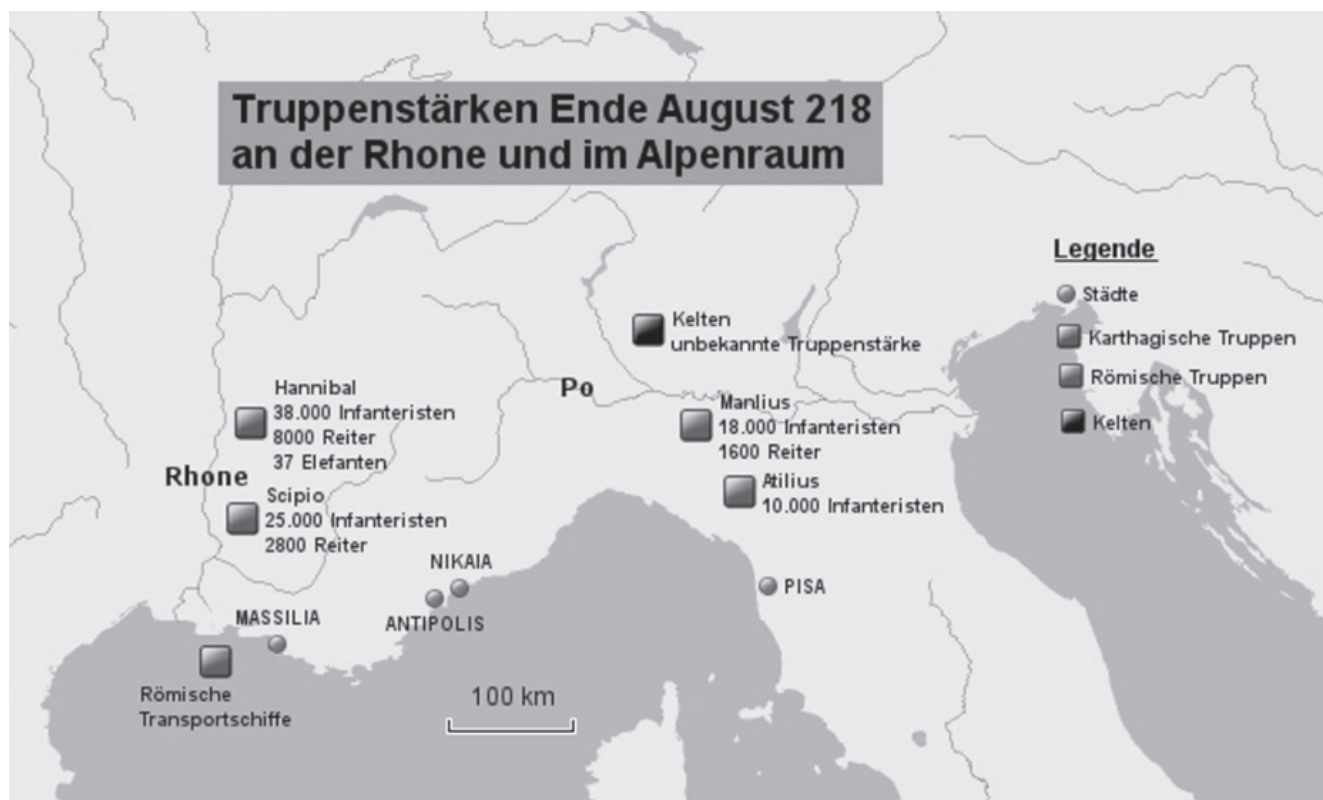 Truppenstärken Ende August 218
an der Rhone und im Alpenraum
Legende
Städte
Karthagische Truppen
Römische Truppen
Kelten
Kelten
unbekannte Truppenstärke
Po
Hannibal
38.000 Infanteristen
8000 Reiter
37 Elefanten
Manlius
18.000 Infanteristen
1600 Reiter
Rhone
Scipio
25.000 Infanteristen
2800 Reiter
Atilius
10.000 Infanteristen
NIKAIA
ANTIPOLIS
PISA
MASSILIA
Römische
Transportschiffe
100 km